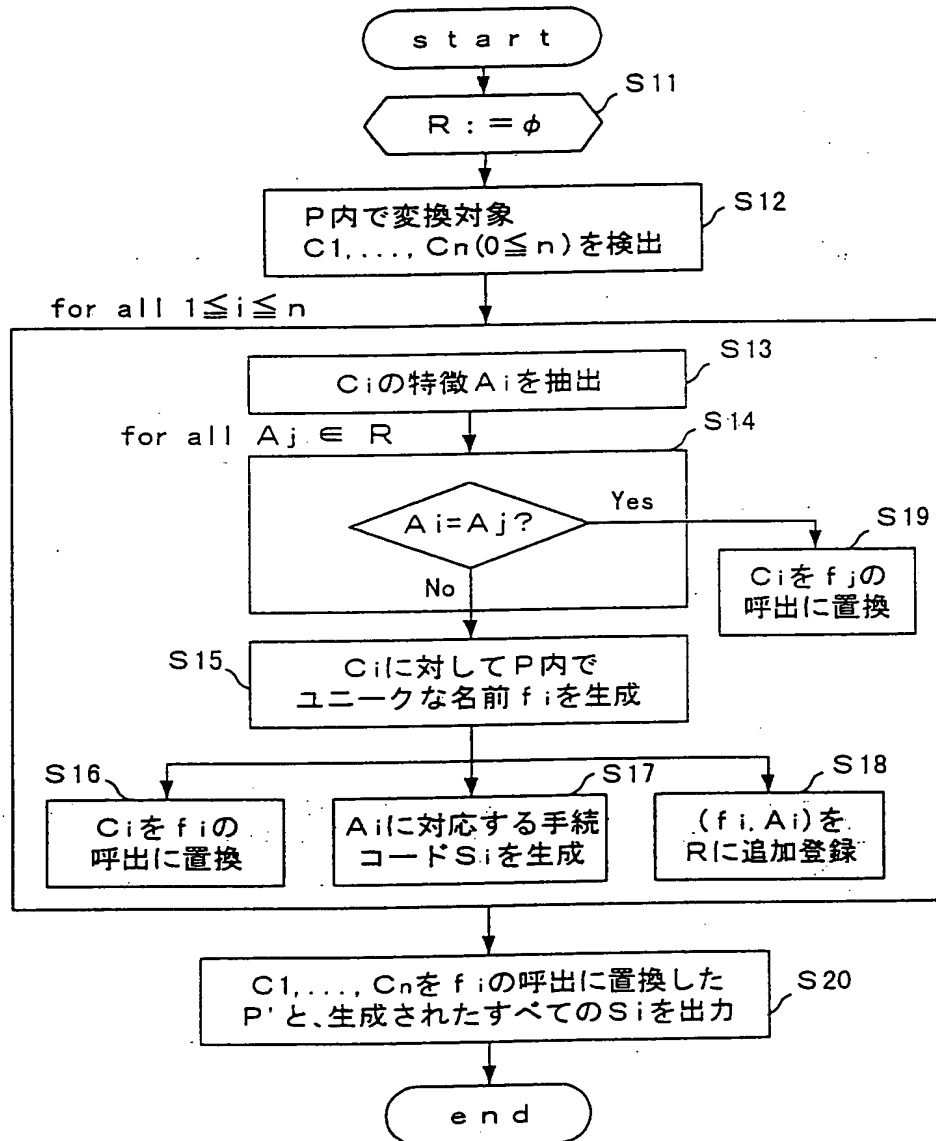 start
S11
R:=φ
S12
P内で変換対象
C1,...,Cn(0≦n)を検出
for all 1≦i≦n
S13
Ciの特徴Aiを抽出
for all Aj ∈ R
S14
Ai=Aj?
Yes
No
S19
Ciをfjの
呼出に置換
S15
Ciに対してP内で
ユニークな名前fiを生成
S16
Ciをfiの
呼出に置換
S17
Aiに対応する手続
コードSiを生成
S18
(fi,Ai)を
Rに追加登録
C1,...,Cnをfiの呼出に置換した
P'と、生成されたすべてのSiを出力
S20
end